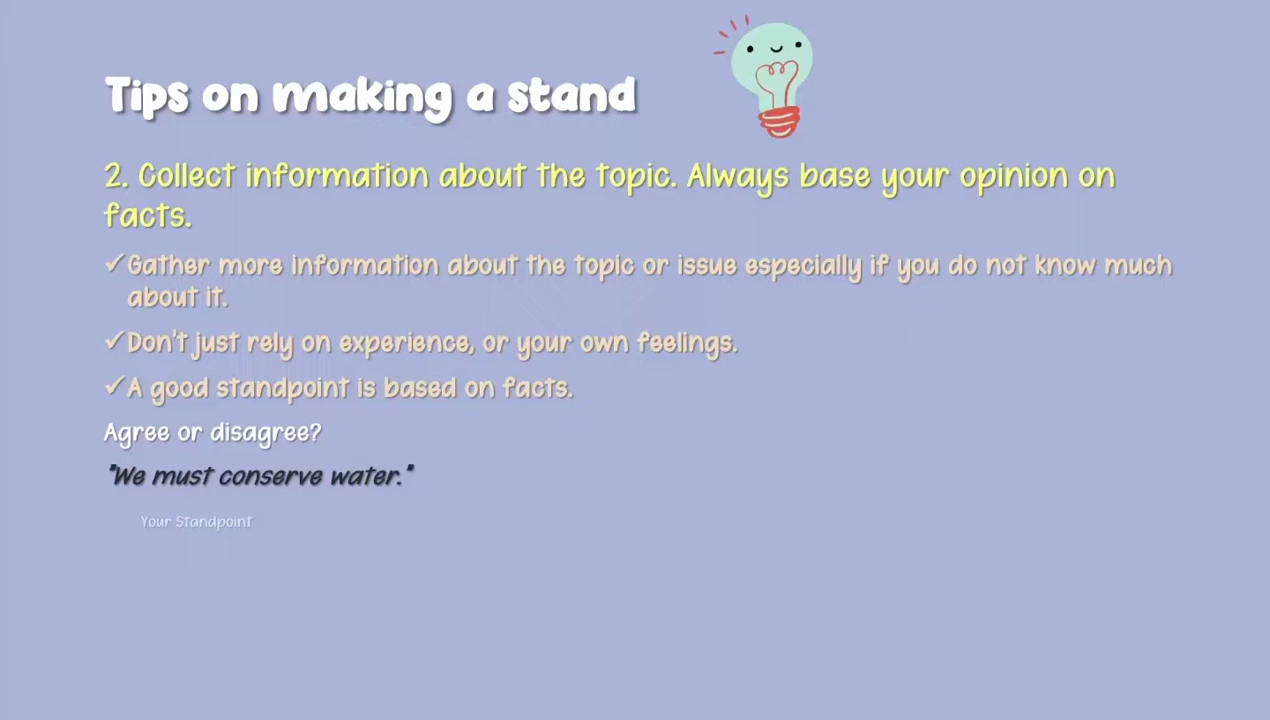 Tips on making a stand
2. Collect information about the topic. Always base your opinion on
facts.
✓Gather more information about the topic or issue especially if you do not know much
about it.
✓Don't just rely on experience, or your own feelings.
✓A good standpoint is based on facts.
Agree or disagree?
"We must conserve water."
Your Standpoint